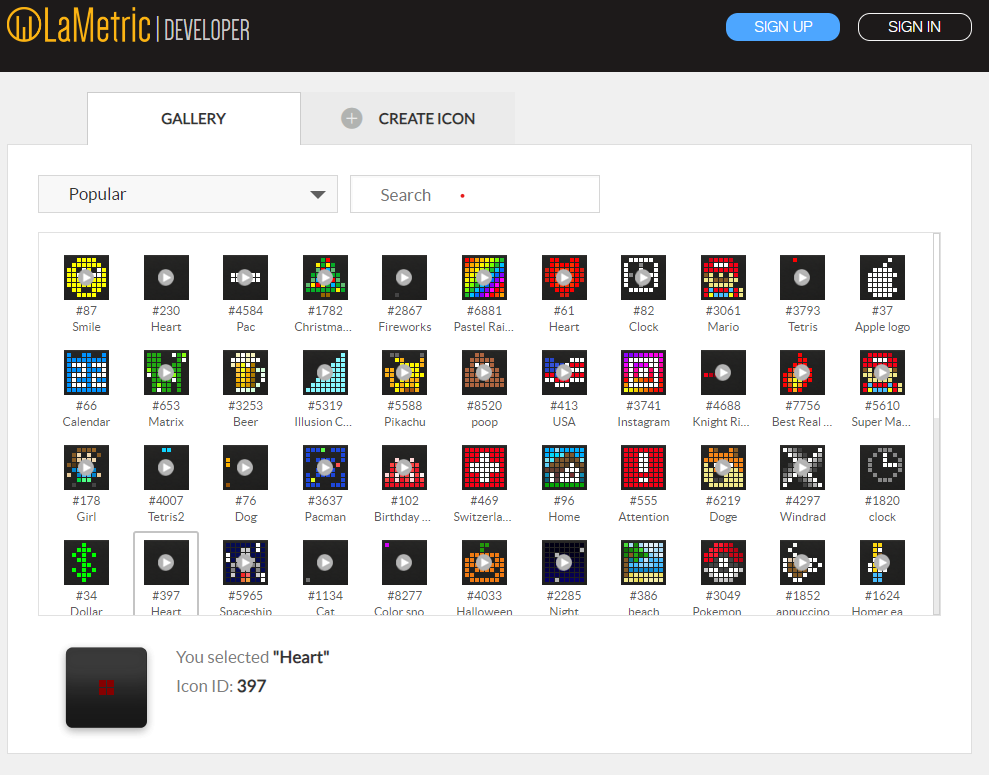 LaMetric | DEVELOPER
SIGN UP
SIGN IN
GALLERY
CREATE ICON
Popular
Search
#87 #230 #4584 #1782 #2867 #6881 #61 #82 #3061 #3793 #37
Smile Heart Pac Christma... Fireworks Pastel Rai... Heart Clock Mario Tetris Apple logo
#66 #653 #3253 #5319 #5588 #8520 #413 #3741 #4688 #7756 #5610
Calendar Matrix Beer Illusion C... Pikachu poop USA Instagram Knight Ri... Best Real ... Super Ma...
#178 #4007 #76 #3637 #102 #469 #96 #555 #6219 #4297 #1820
Girl Tetris2 Dog Pacman Birthday ... Switzerla... Home Attention Doge Windrad clock
#34 #397 #5965 #1134 #8277 #4033 #2285 #386 #3049 #1852 #1624
Dollar Heart Spaceship Cat Color sno Halloween Night beach Pokemon appuccino Homer ea
You selected "Heart"
Icon ID: 397